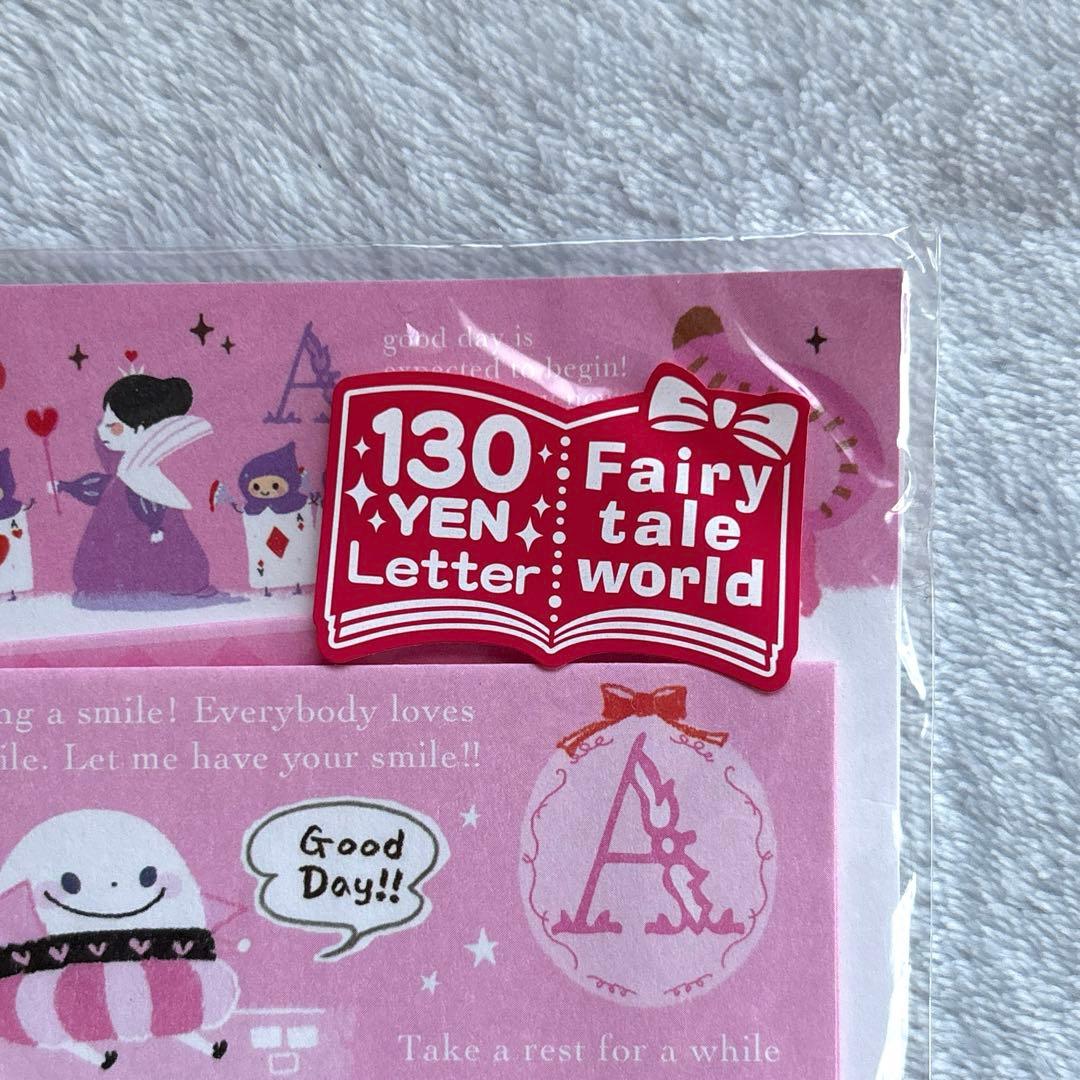 good day is
expected to begin!
130
YEN
Letter
Fairy
tale
world
A
A
A
A
ng a smile! Everybody loves
ile. Let me have your smile!!
Good
Day!!
A
Take a rest for a while